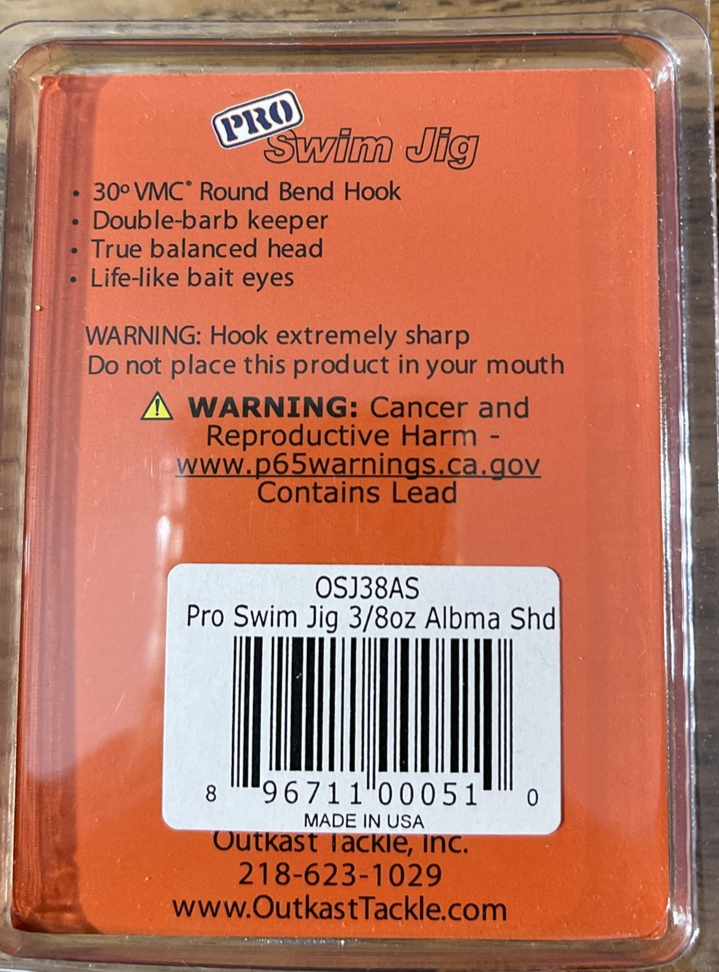 PRO
Swim Jig
• 30º VMC® Round Bend Hook
• Double-barb keeper
• True balanced head
• Life-like bait eyes
WARNING: Hook extremely sharp
Do not place this product in your mouth
⚠ WARNING: Cancer and
Reproductive Harm -
www.p65warnings.ca.gov
Contains Lead
OSJ38AS
Pro Swim Jig 3/8oz Albma Shd
8 96711 00051 0
MADE IN USA
Outkast Tackle, Inc.
218-623-1029
www.OutkastTackle.com